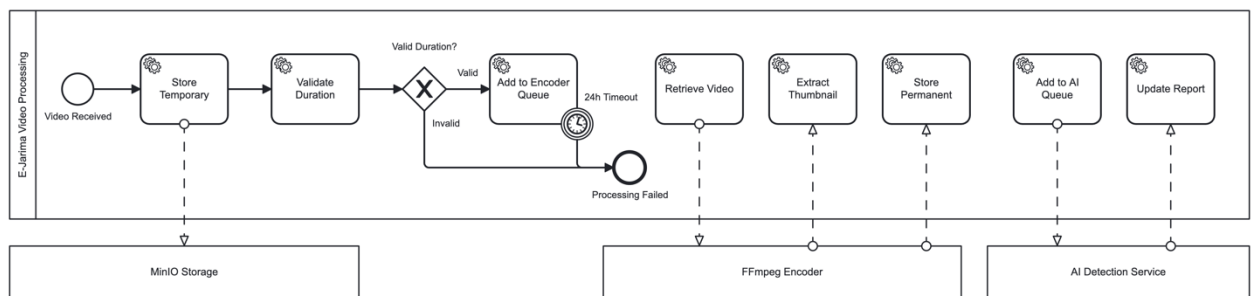 E-Jarima Video Processing
Video Received
Store
Temporary
Validate
Duration
Valid Duration?
X
Valid
Invalid
Add to Encoder
Queue
24h Timeout
Processing Failed
Retrieve Video
Extract
Thumbnail
Store
Permanent
Add to AI
Queue
Update Report
MinIO Storage
FFmpeg Encoder
AI Detection Service